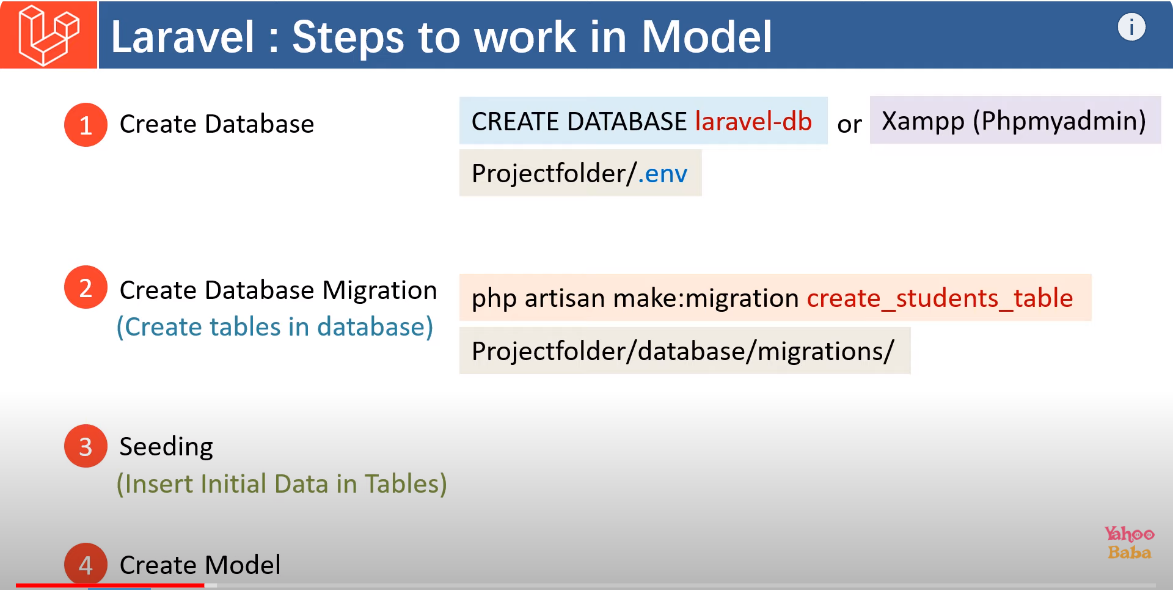 Laravel : Steps to work in Model
i
1 Create Database
CREATE DATABASE laravel-db or Xampp (Phpmyadmin)
Projectfolder/.env
2 Create Database Migration
(Create tables in database)
php artisan make:migration create_students_table
Projectfolder/database/migrations/
3 Seeding
(Insert Initial Data in Tables)
4 Create Model
Yahoo
Baba